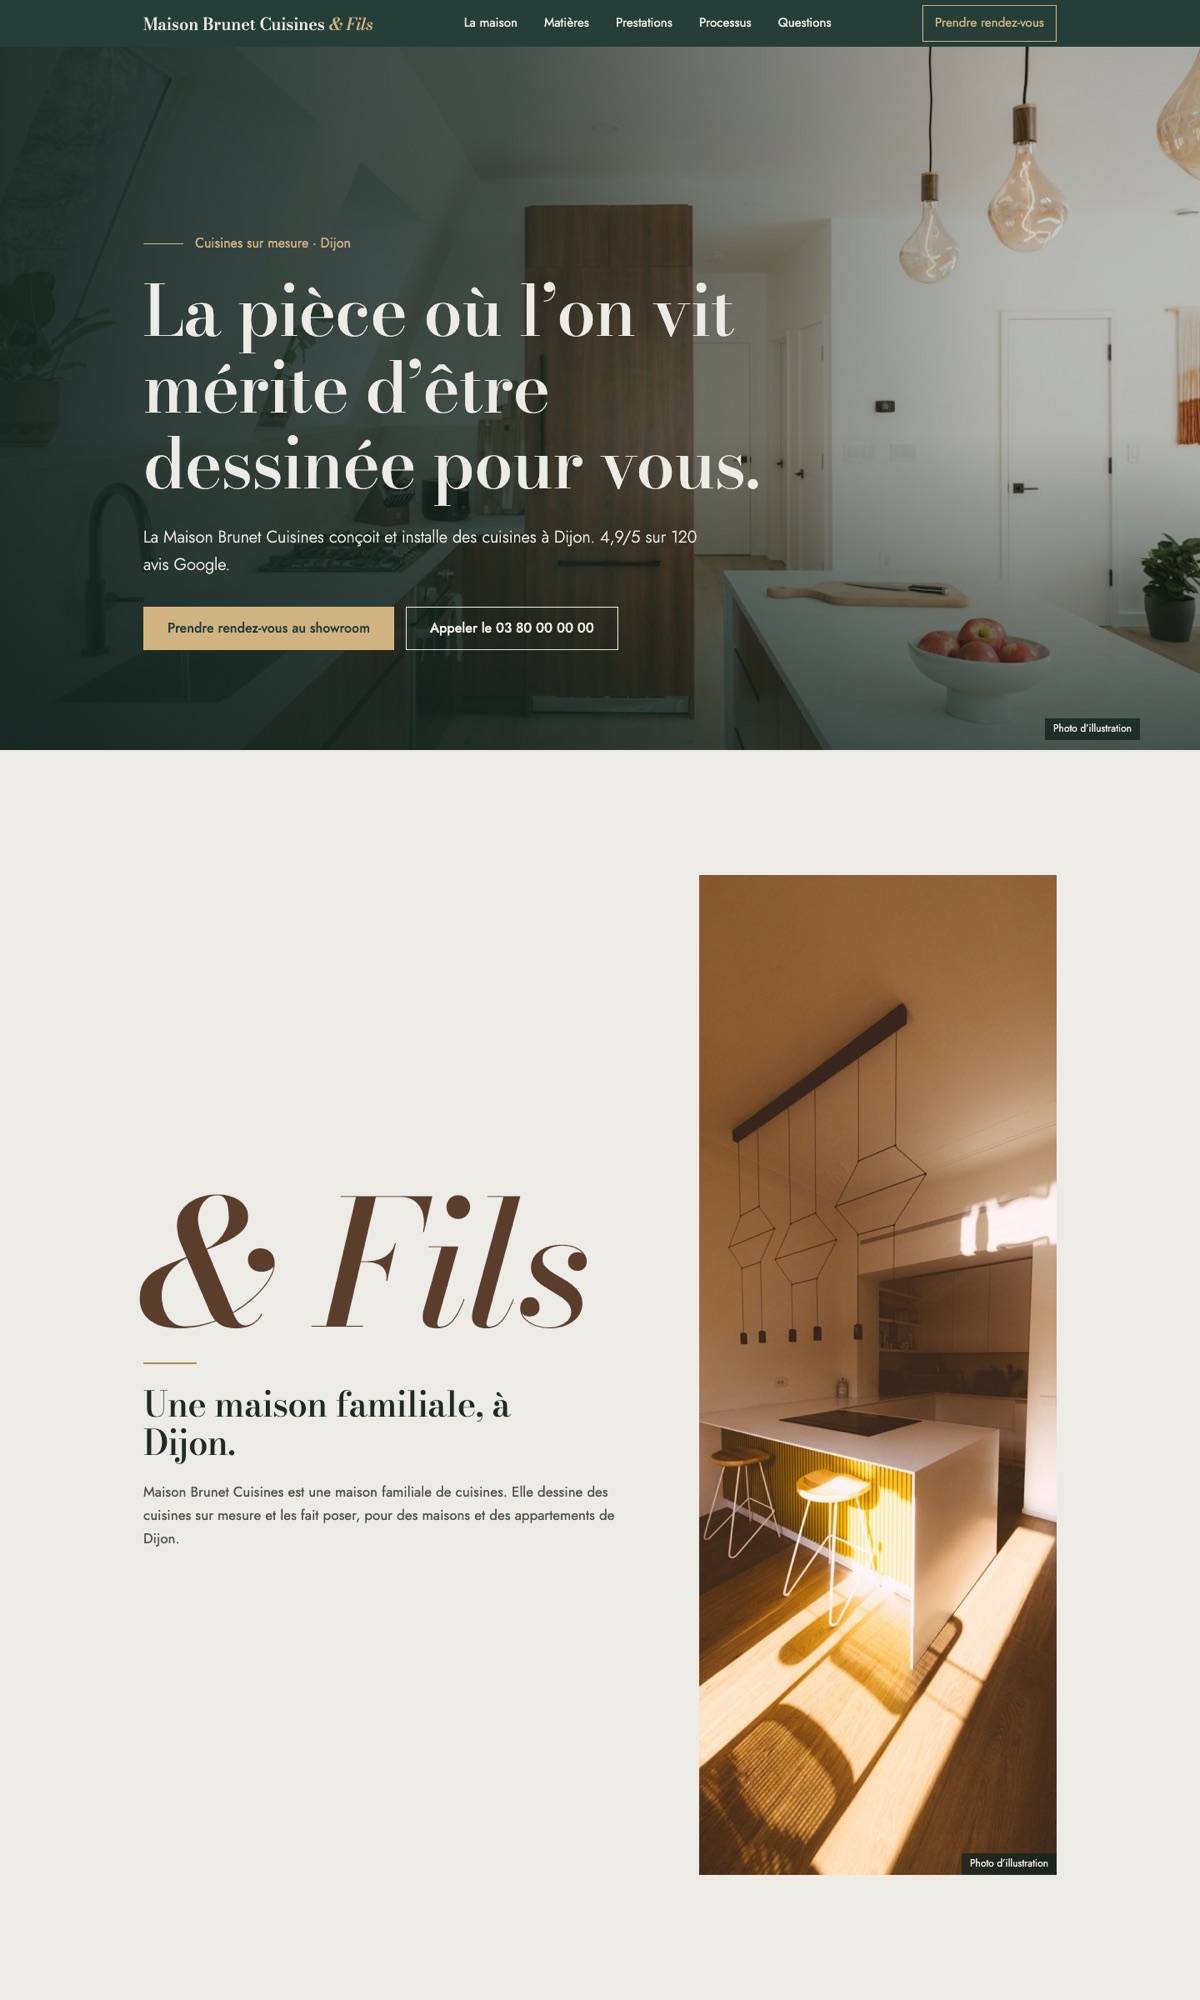 Maison Brunet Cuisines & Fils
La maison
Matières
Prestations
Processus
Questions
Prendre rendez-vous
Cuisines sur mesure · Dijon
La pièce où l’on vit
mérite d’être
dessinée pour vous.
La Maison Brunet Cuisines conçoit et installe des cuisines à Dijon. 4,9/5 sur 120
avis Google.
Prendre rendez-vous au showroom
Appeler le 03 80 00 00 00
Photo d’illustration
& Fils
Une maison familiale, à
Dijon.
Maison Brunet Cuisines est une maison familiale de cuisines. Elle dessine des
cuisines sur mesure et les fait poser, pour des maisons et des appartements de
Dijon.
Photo d’illustration